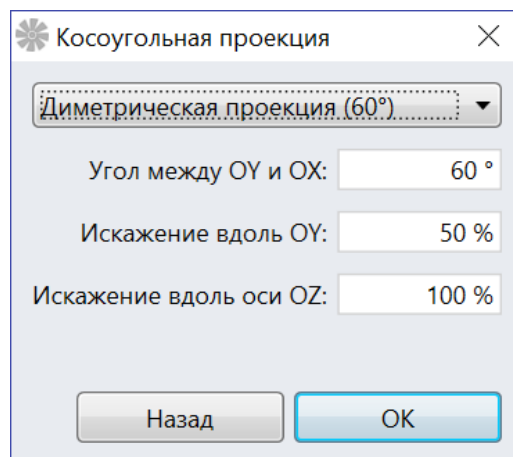 Косоугольная проекция
Диметрическая проекция (60°)
Угол между OY и OX: 60 °
Искажение вдоль OY: 50 %
Искажение вдоль оси OZ: 100 %
Назад OK